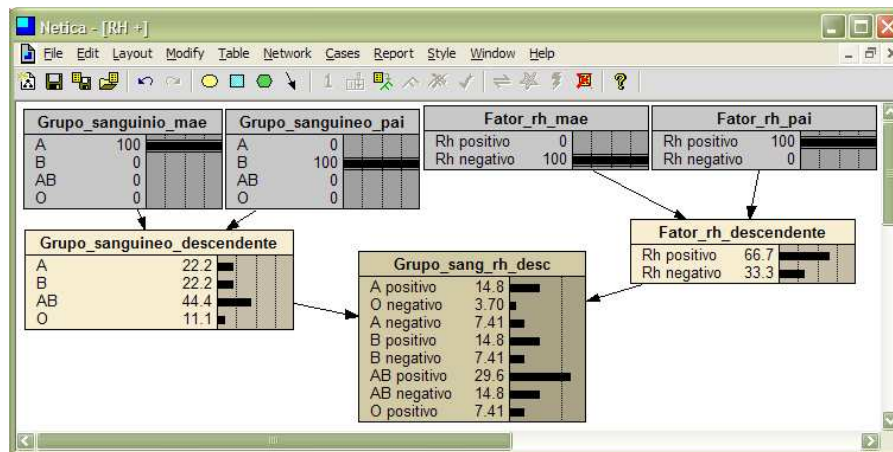 Netica - [RH +]
File Edit Layout Modify Table Network Cases Report Style Window Help
Grupo_sanguinio_mae
A 100
B 0
AB 0
O 0
Grupo_sanguineo_pai
A 0
B 100
AB 0
O 0
Fator_rh_mae
Rh positivo 0
Rh negativo 100
Fator_rh_pai
Rh positivo 100
Rh negativo 0
Grupo_sanguineo_descendente
A 22.2
B 22.2
AB 44.4
O 11.1
Grupo_sang_rh_desc
A positivo 14.8
O negativo 3.70
A negativo 7.41
B positivo 14.8
B negativo 7.41
AB positivo 29.6
AB negativo 14.8
O positivo 7.41
Fator_rh_descendente
Rh positivo 66.7
Rh negativo 33.3